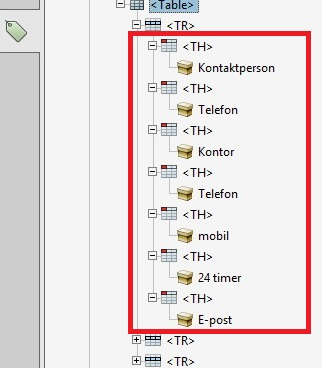 <Table>
<TR>
<TH>
Kontaktperson
<TH>
Telefon
<TH>
Kontor
<TH>
Telefon
<TH>
mobil
<TH>
24 timer
<TH>
E-post
<TR>
<TR>